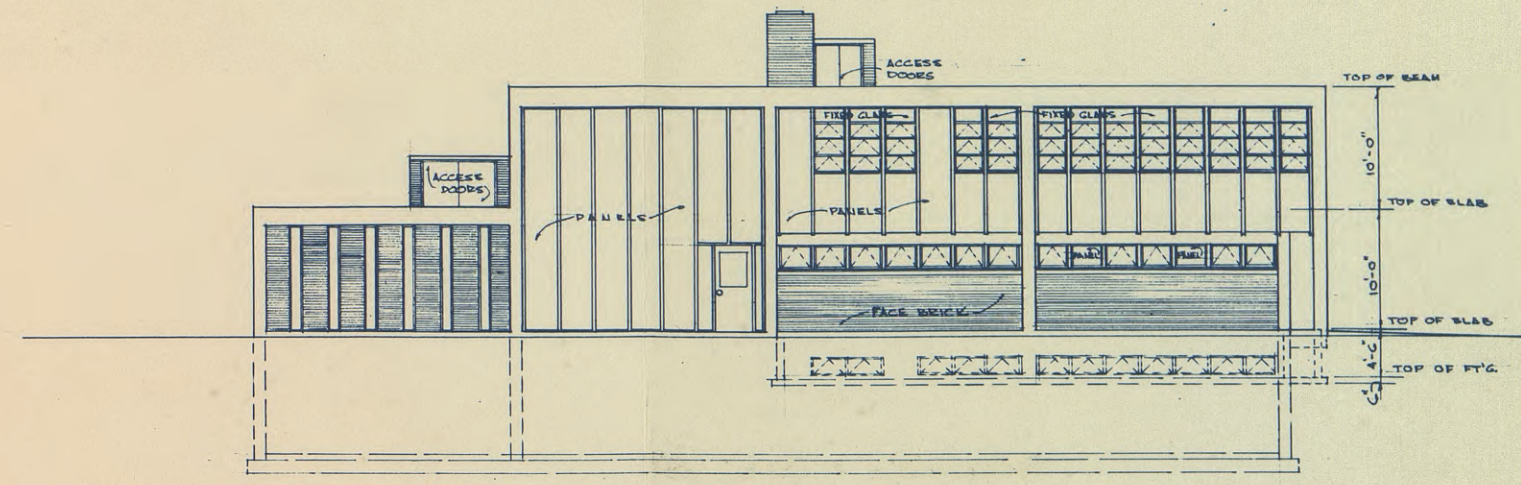 ACCESS
DOORS
TOP OF BEAM
FIXED GLASS
FIXED GLASS
10'-0"
ACCESS
DOORS
PANELS
PANELS
TOP OF SLAB
PANEL
PANEL
10'-0"
FACE BRICK
TOP OF SLAB
4'-6"
TOP OF FT'G.
6"